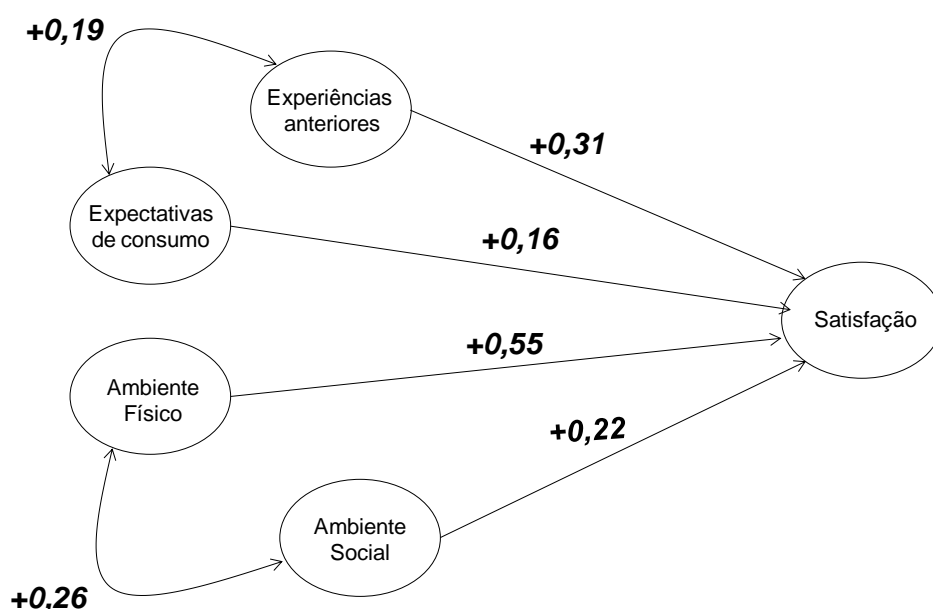 +0,19
Experiências
anteriores
+0,31
Expectativas
de consumo
+0,16
Satisfação
+0,55
Ambiente
Físico
+0,22
Ambiente
Social
+0,26